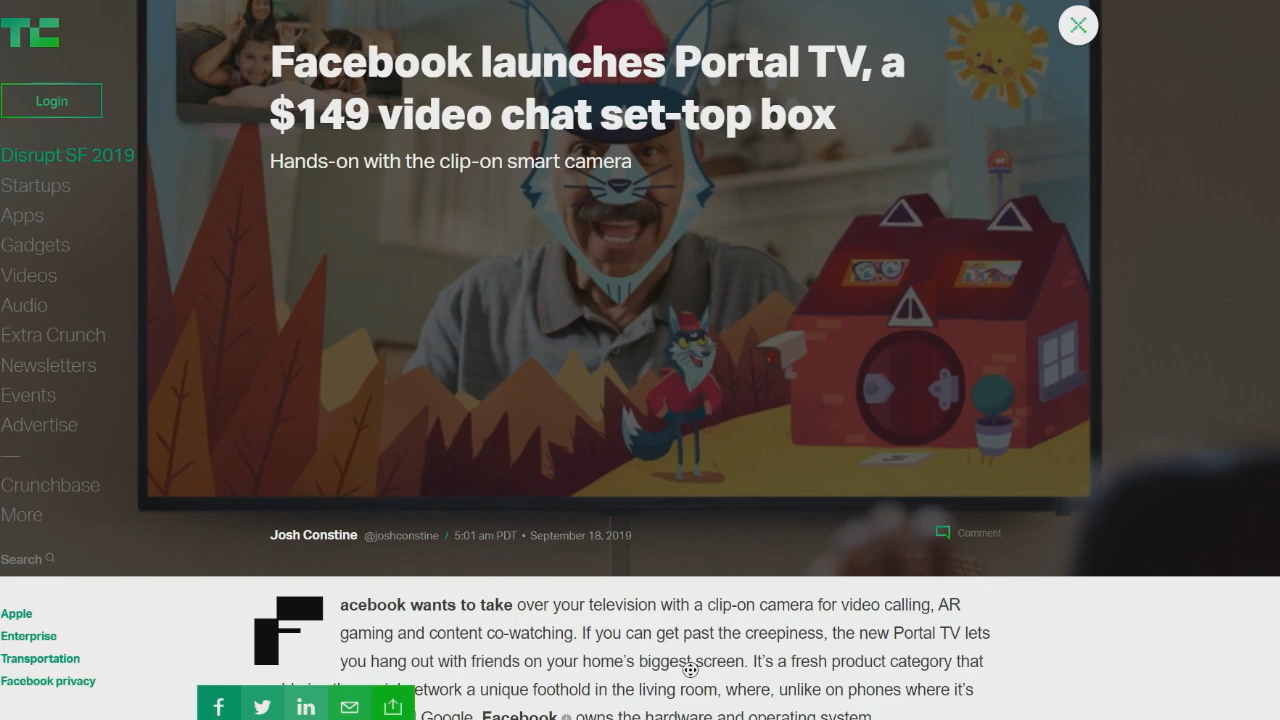 TC
Login
Disrupt SF 2019
Startups
Apps
Gadgets
Videos
Audio
Extra Crunch
Newsletters
Events
Advertise
—
Crunchbase
More
Search
Facebook launches Portal TV, a
$149 video chat set-top box
Hands-on with the clip-on smart camera
Josh Constine @joshconstine / 5:01 am PDT • September 18, 2019
Comment
Apple
Enterprise
Transportation
Facebook privacy
Facebook wants to take over your television with a clip-on camera for video calling, AR
gaming and content co-watching. If you can get past the creepiness, the new Portal TV lets
you hang out with friends on your home's biggest screen. It's a fresh product category that
etwork a unique foothold in the living room, where, unlike on phones where it's
Google, Facebook owns the hardware and operating system.